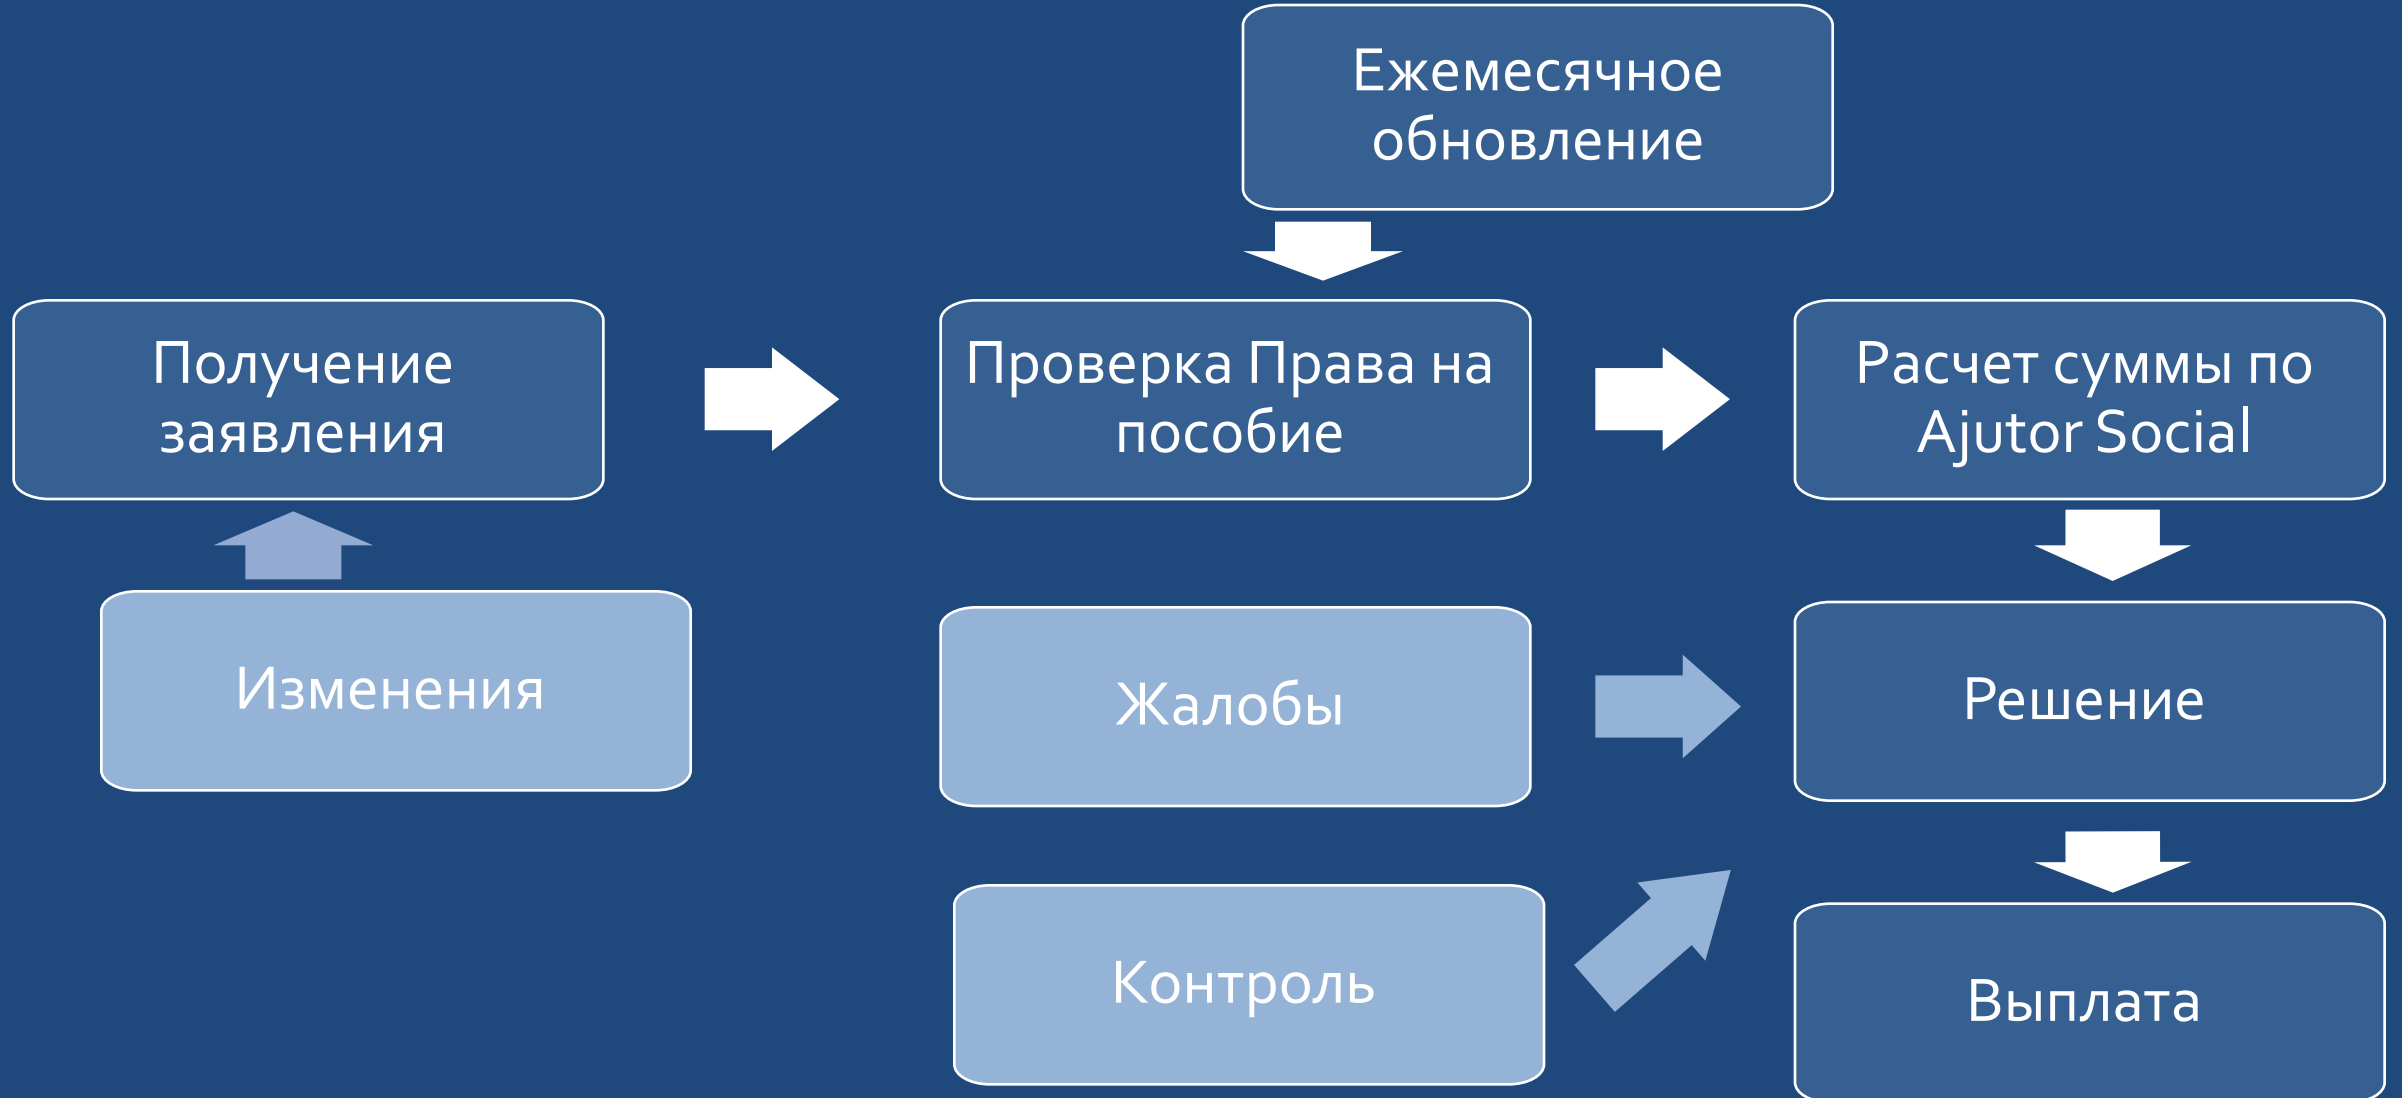 Ежемесячное
обновление
Получение
заявления
Проверка Права на
пособие
Расчет суммы по
Ajutor Social
Изменения
Жалобы
Решение
Контроль
Выплата